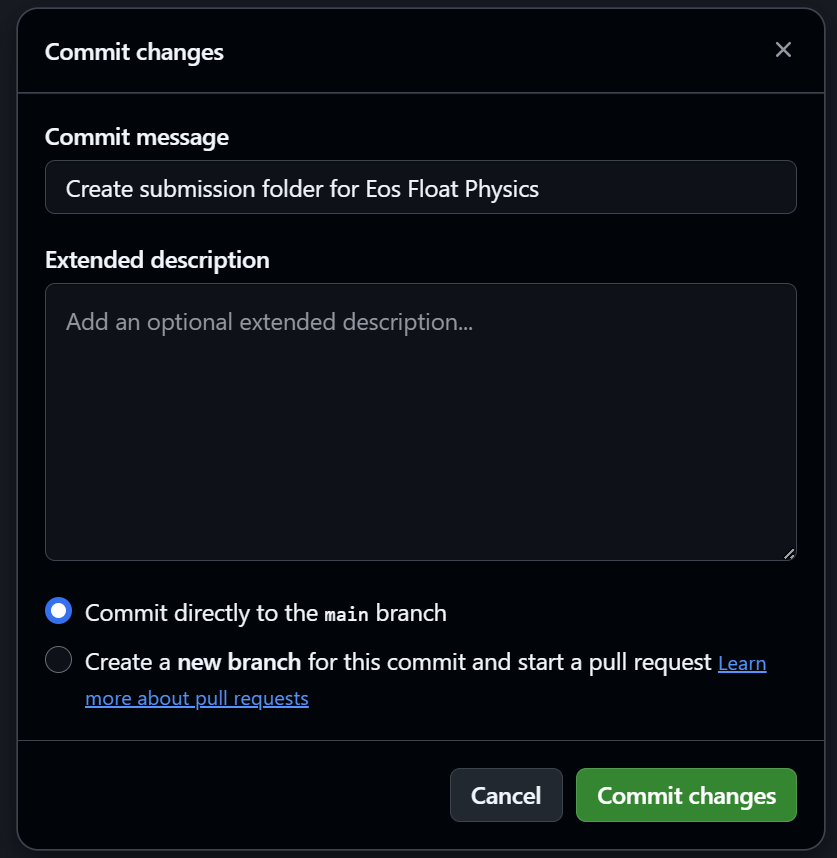 Commit changes
Commit message
Create submission folder for Eos Float Physics
Extended description
Add an optional extended description...
Commit directly to the main branch
Create a new branch for this commit and start a pull request Learn
more about pull requests
Cancel
Commit changes